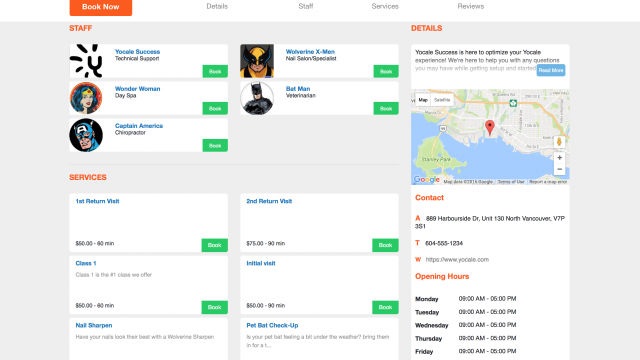 Book Now
Details
Staff
Services
Reviews
STAFF
Yocale Success
Technical Support
Book
Wolverine X-Men
Nail Salon/Specialist
Book
Wonder Woman
Day Spa
Book
Bat Man
Veterinarian
Book
Captain America
Chiropractor
Book
SERVICES
1st Return Visit
$50.00 - 60 min
Book
2nd Return Visit
$75.00 - 90 min
Book
Class 1
Class 1 is the #1 class we offer
$50.00 - 60 min
Book
Initial visit
$50.00 - 90 min
Book
Nail Sharpen
Have your nails look their best with a Wolverine Sharpen
Pet Bat Check-Up
Is your pet bat feeling a bit under the weather? bring them
in for a t...
DETAILS
Yocale Success is here to optimize your Yocale
experience! We're here to help you with any questions
you may have while getting setup and started
Read More
Map
Satellite
Stanley Park
Google
Map data ©2016 Google
Terms of Use
Report a map error
Contact
A 889 Harbourside Dr, Unit 130 North Vancouver, V7P
3S1
T 604-555-1234
W https://www.yocale.com
Opening Hours
Monday 09:00 AM - 05:00 PM
Tuesday 09:00 AM - 05:00 PM
Wednesday 09:00 AM - 05:00 PM
Thursday 09:00 AM - 05:00 PM
Friday 09:00 AM - 05:00 PM